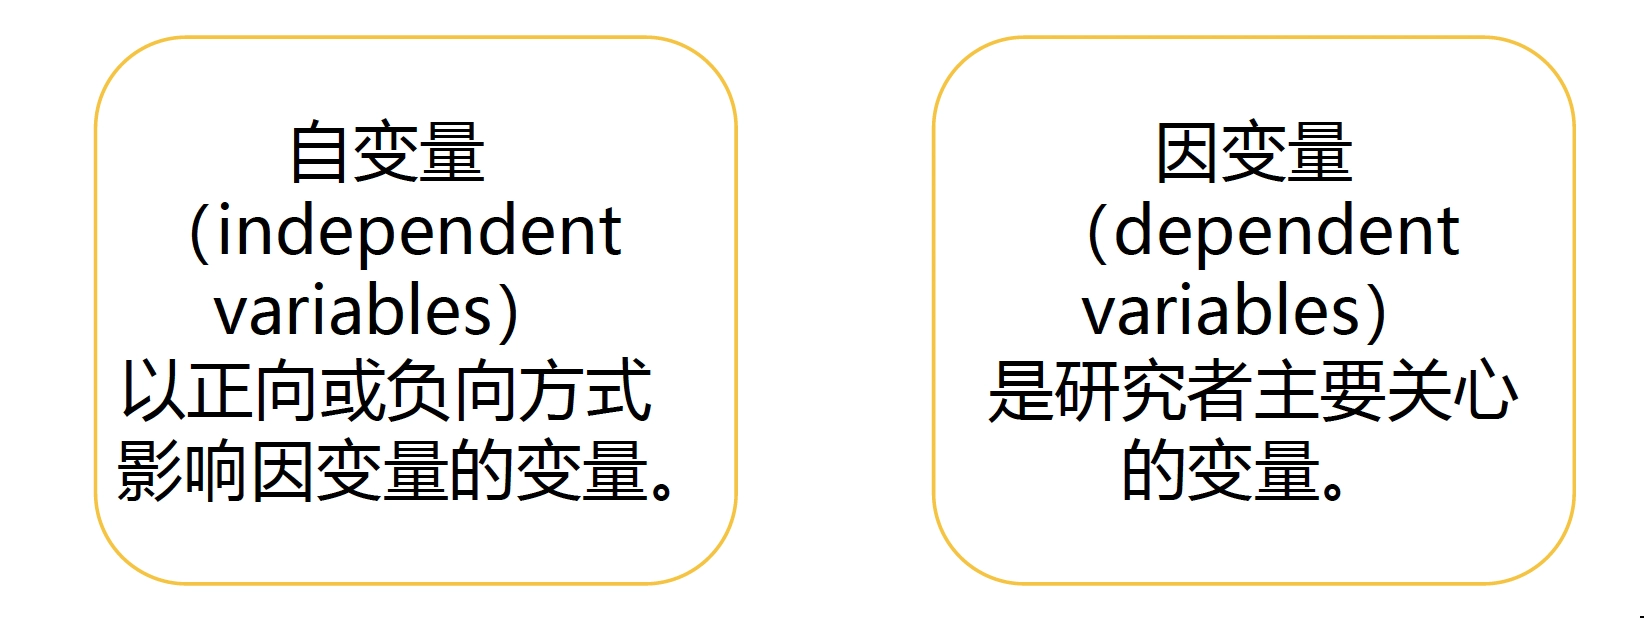 自变量
（independent
variables）
以正向或负向方式
影响因变量的变量。
因变量
（dependent
variables）
是研究者主要关心
的变量。